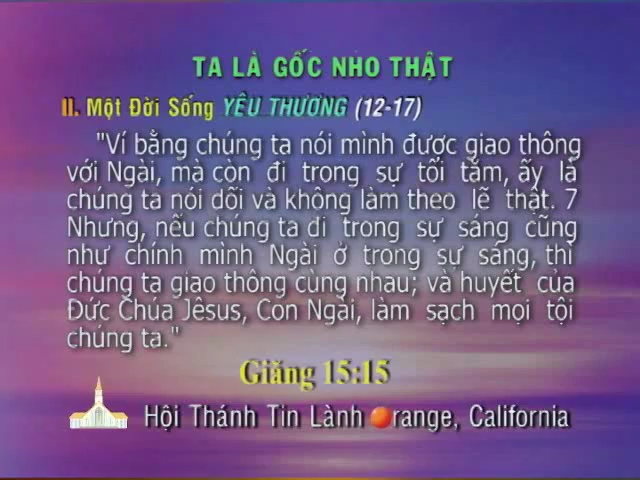 TA LÀ GỐC NHO THẬT
II. Một Đời Sống YÊU THƯƠNG (12-17)
"Ví bằng chúng ta nói mình được giao thông
với Ngài, mà còn đi trong sự tối tăm, ấy là
chúng ta nói dối và không làm theo lẽ thật. 7
Nhưng, nếu chúng ta đi trong sự sáng cũng
như chính mình Ngài ở trong sự sáng, thì
chúng ta giao thông cùng nhau; và huyết của
Đức Chúa Jêsus, Con Ngài, làm sạch mọi tội
chúng ta."
Giăng 15:15
Hội Thánh Tin Lành Orange, California